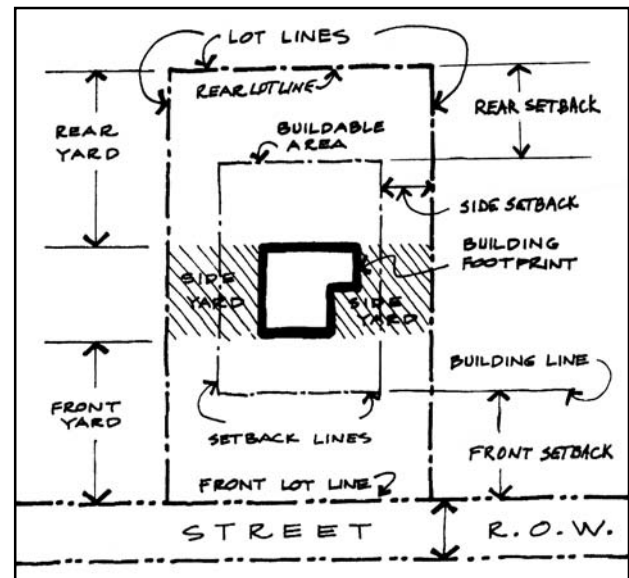 LOT LINES
REAR LOT LINE
REAR
YARD
BUILDABLE
AREA
REAR SETBACK
SIDE SETBACK
BUILDING
FOOTPRINT
SIDE
YARD
SIDE
YARD
BUILDING LINE
FRONT
YARD
SETBACK LINES
FRONT SETBACK
FRONT LOT LINE
STREET R.O.W.